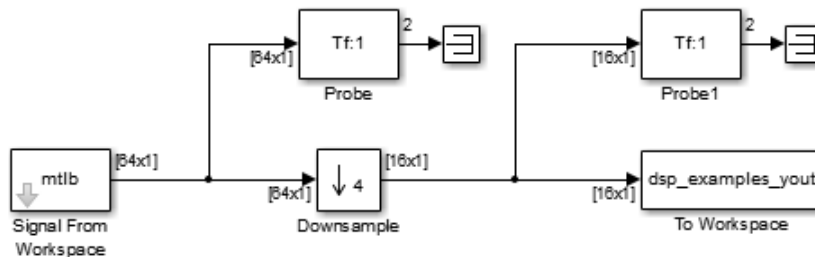 2
Tf:1
[64x1]
Probe
2
Tf:1
[16x1]
Probe1
mtlb
[64x1]
Signal From
Workspace
[64x1]
4
[16x1]
Downsample
[16x1]
dsp_examples_yout
To Workspace